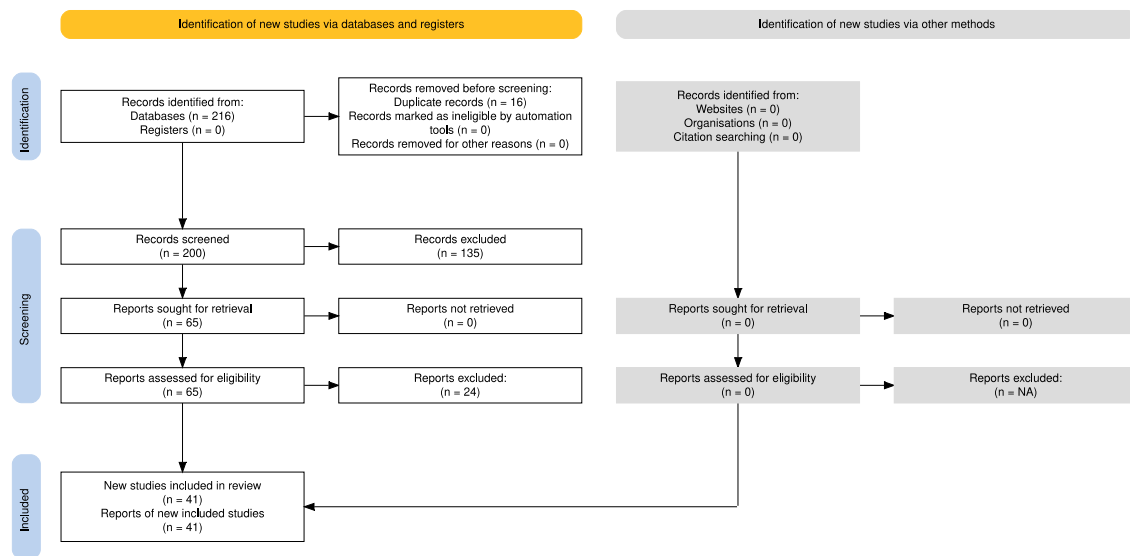 Identification of new studies via databases and registers
Identification of new studies via other methods
Identification
Records identified from:
Databases (n = 216)
Registers (n = 0)
Records removed before screening:
Duplicate records (n = 16)
Records marked as ineligible by automation
tools (n = 0)
Records removed for other reasons (n = 0)
Records identified from:
Websites (n = 0)
Organisations (n = 0)
Citation searching (n = 0)
Screening
Records screened
(n = 200)
Records excluded
(n = 135)
Reports sought for retrieval
(n = 65)
Reports not retrieved
(n = 0)
Reports sought for retrieval
(n = 0)
Reports not retrieved
(n = 0)
Reports assessed for eligibility
(n = 65)
Reports excluded:
(n = 24)
Reports assessed for eligibility
(n = 0)
Reports excluded:
(n = NA)
Included
New studies included in review
(n = 41)
Reports of new included studies
(n = 41)